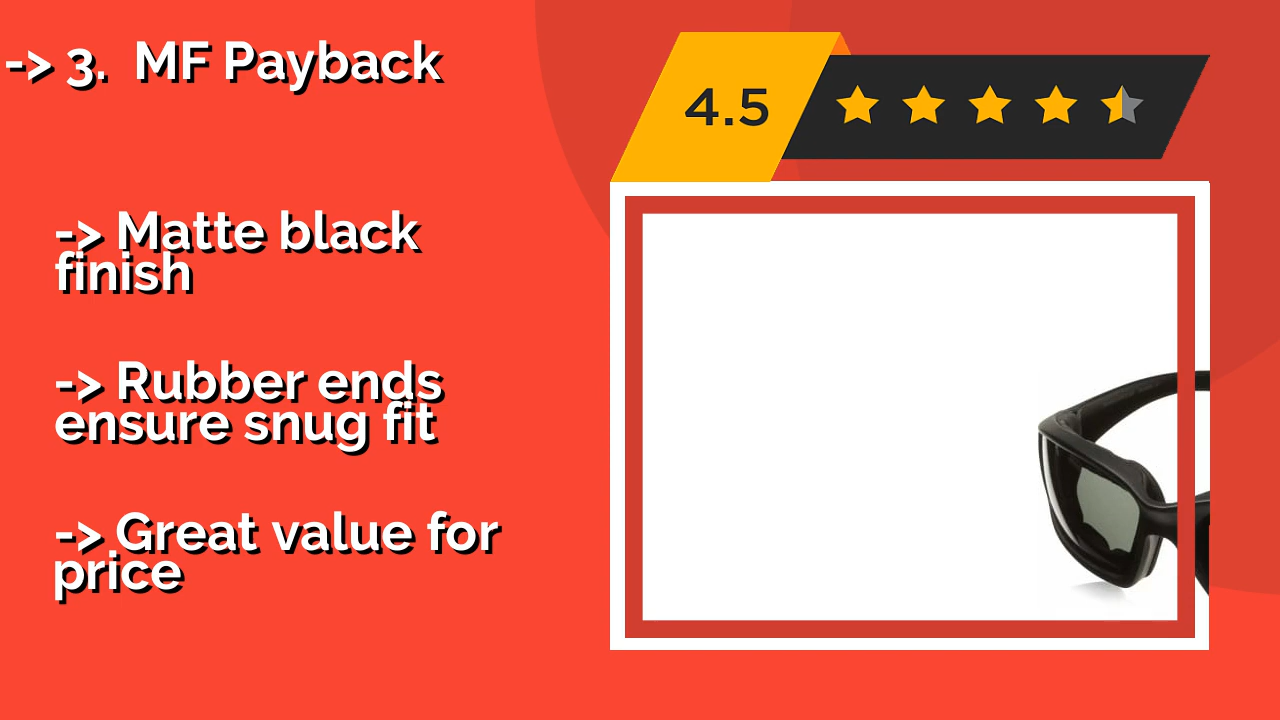 -> 3. MF Payback
4.5
-> Matte black
finish
-> Rubber ends
ensure snug fit
-> Great value for
price